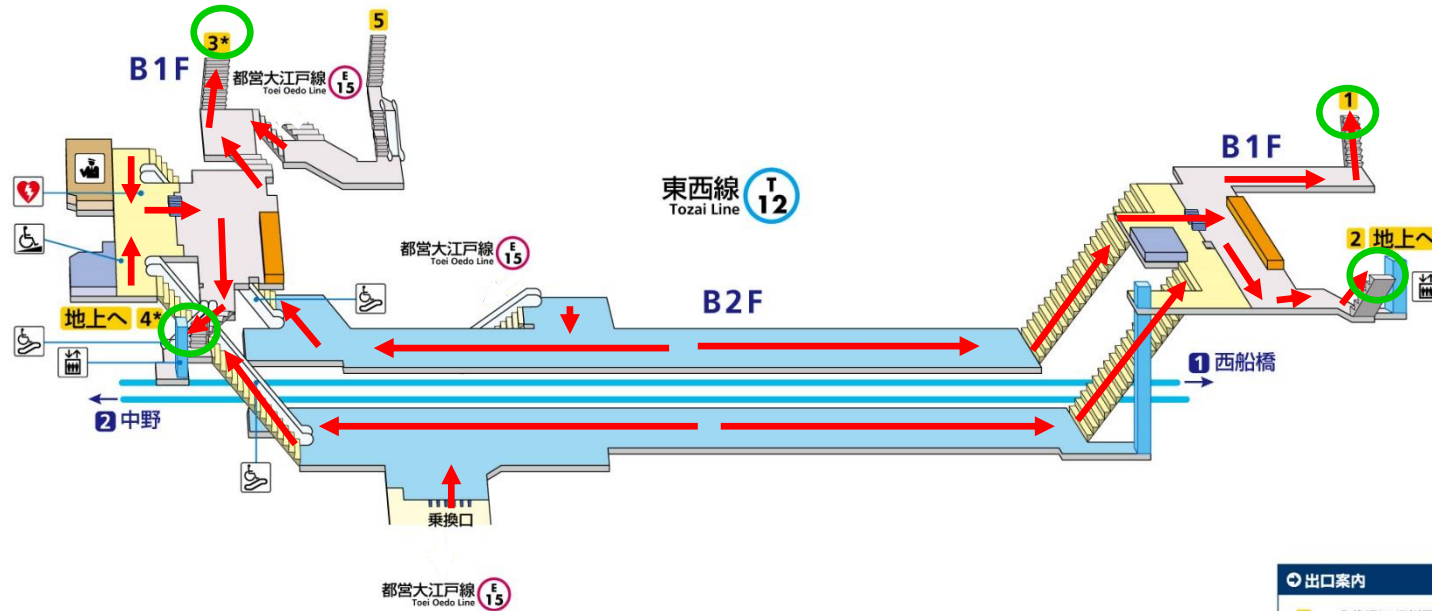 3*
5
B1F
都営大江戸線 E 15
Toei Oedo Line
1
B1F
東西線 T 12
Tozai Line
都営大江戸線 E 15
Toei Oedo Line
2 地上へ
B2F
地上へ 4*
1 西船橋
2 中野
乗換口
都営大江戸線 E 15
Toei Oedo Line
出口案内